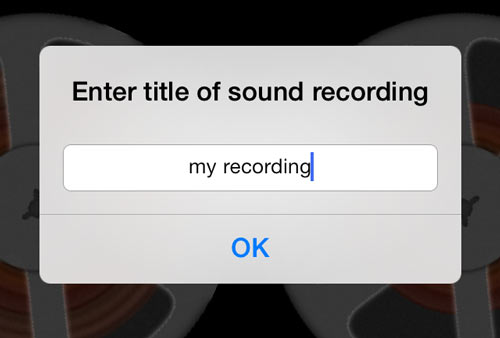 Enter title of sound recording
my recording
OK